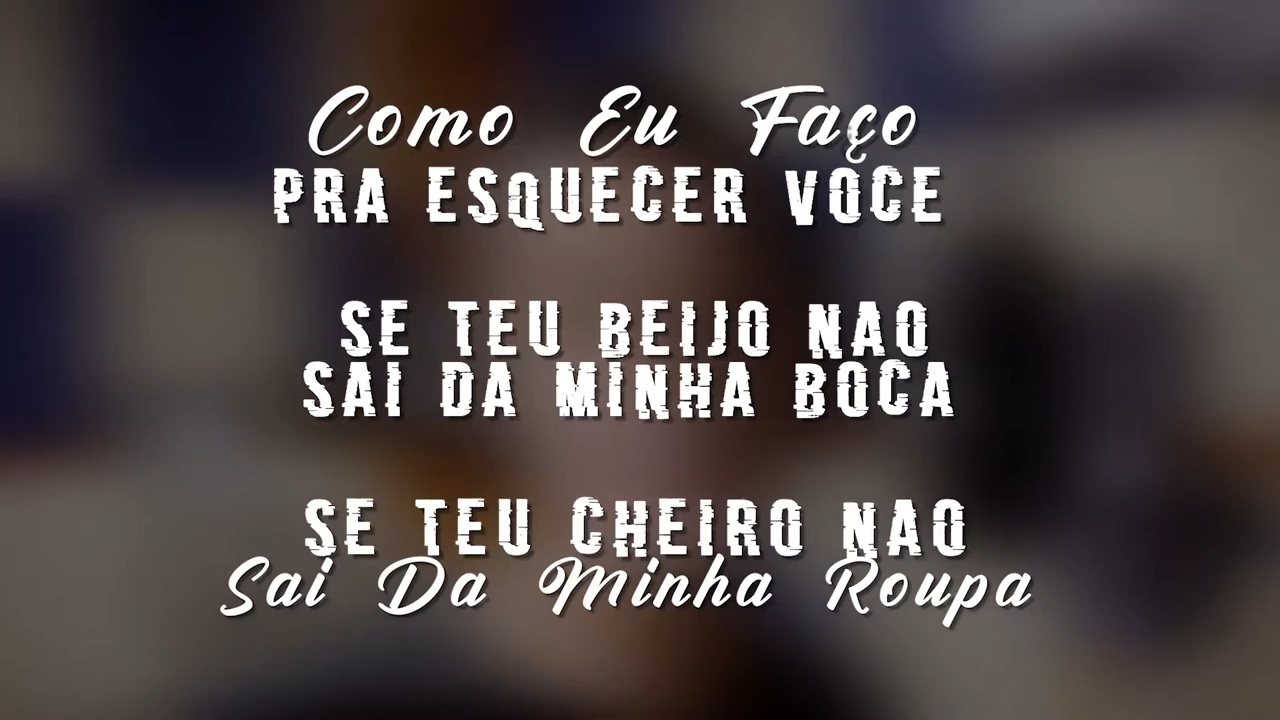 Como Eu Faço
PRA ESQUECER VOCE
SE TEU BEIJO NAO
SAI DA MINHA BOCA
SE TEU CHEIRO NAO
Sai Da Minha Roupa